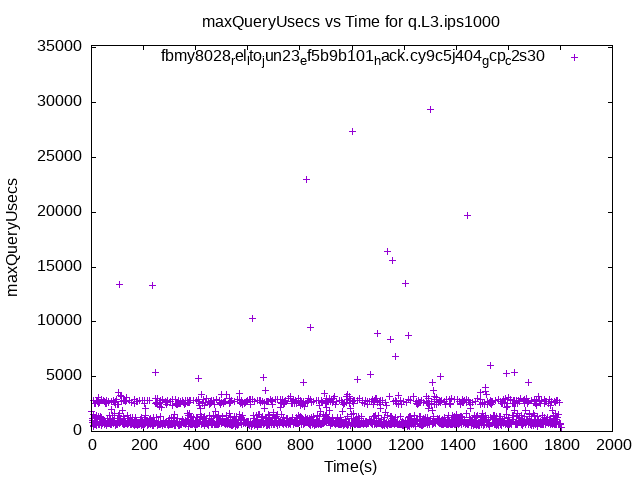 maxQueryUsecs vs Time for q.L3.ips1000
fbmy8028relltojun23ef5b9b101hack.cy9c5j404gcpc2s30
35000
30000
25000
20000
15000
10000
5000
0
maxQueryUsecs
0 200 400 600 800 1000 1200 1400 1600 1800 2000
Time(s)